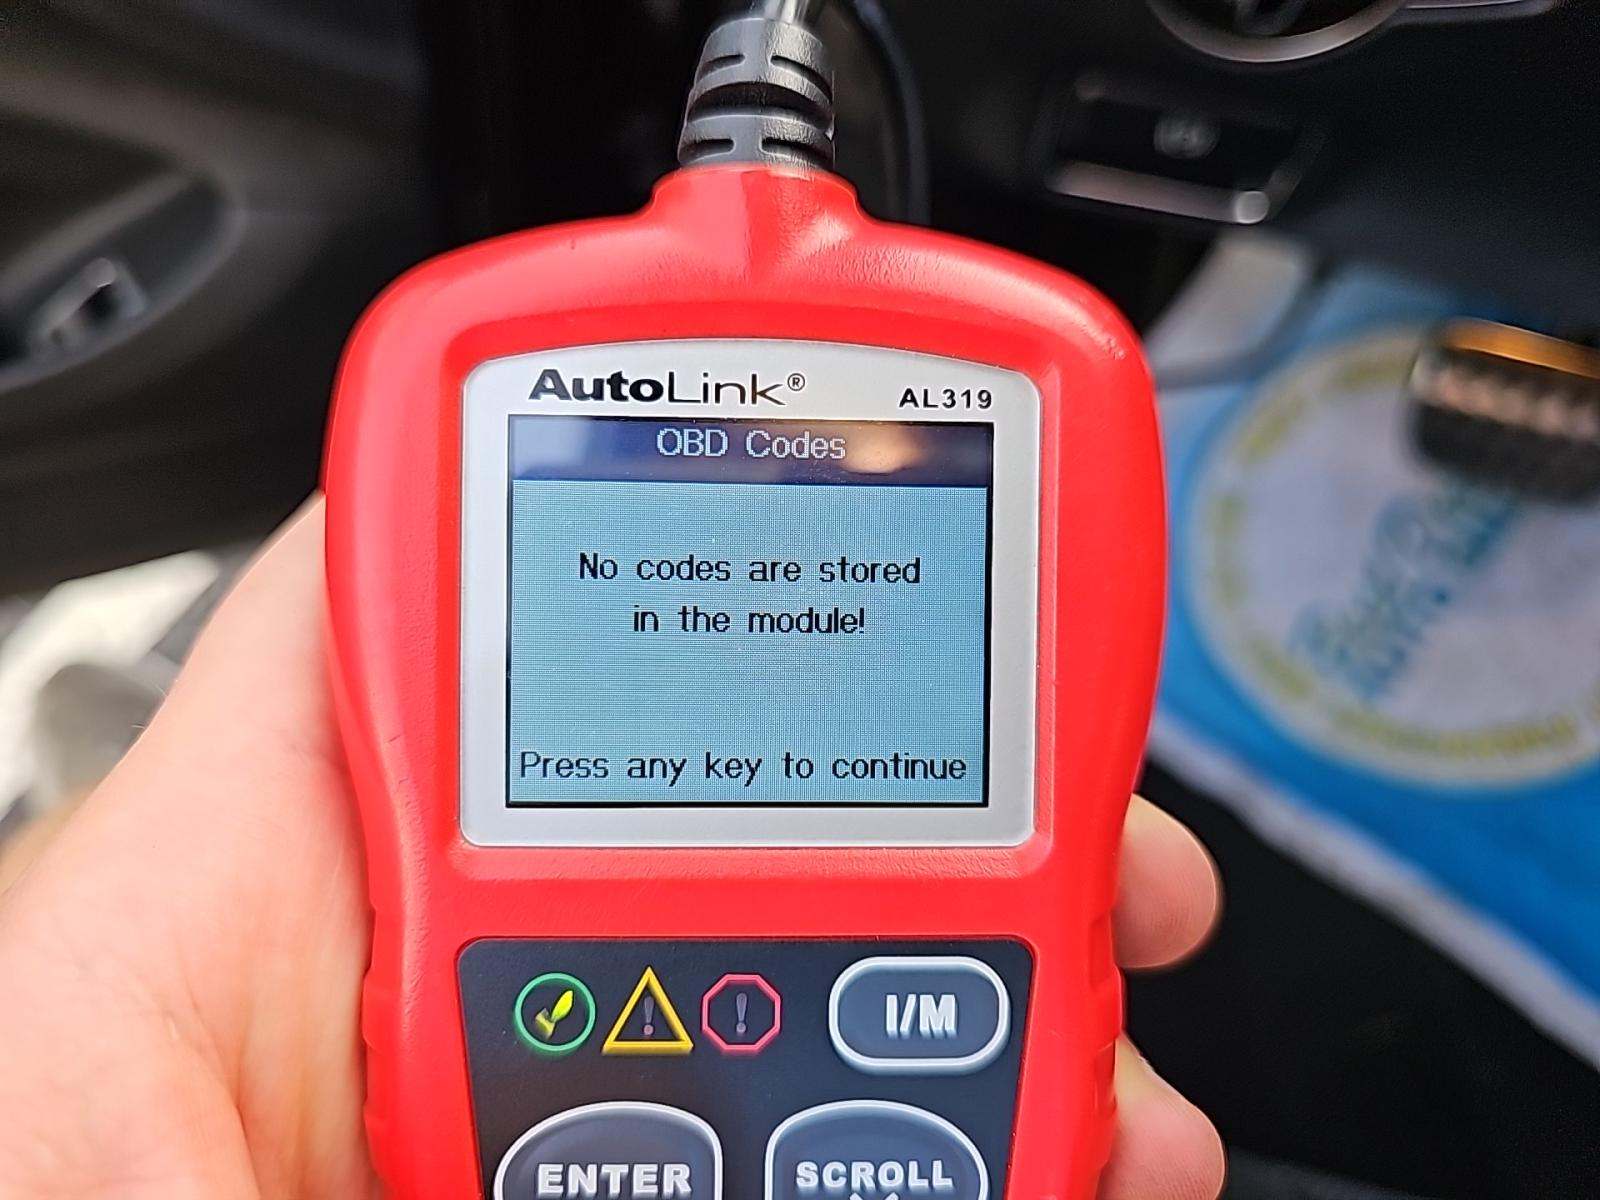 AutoLink®
AL319
OBD Codes
No codes are stored
in the module!
Press any key to continue
I/M
ENTER
SCROLL